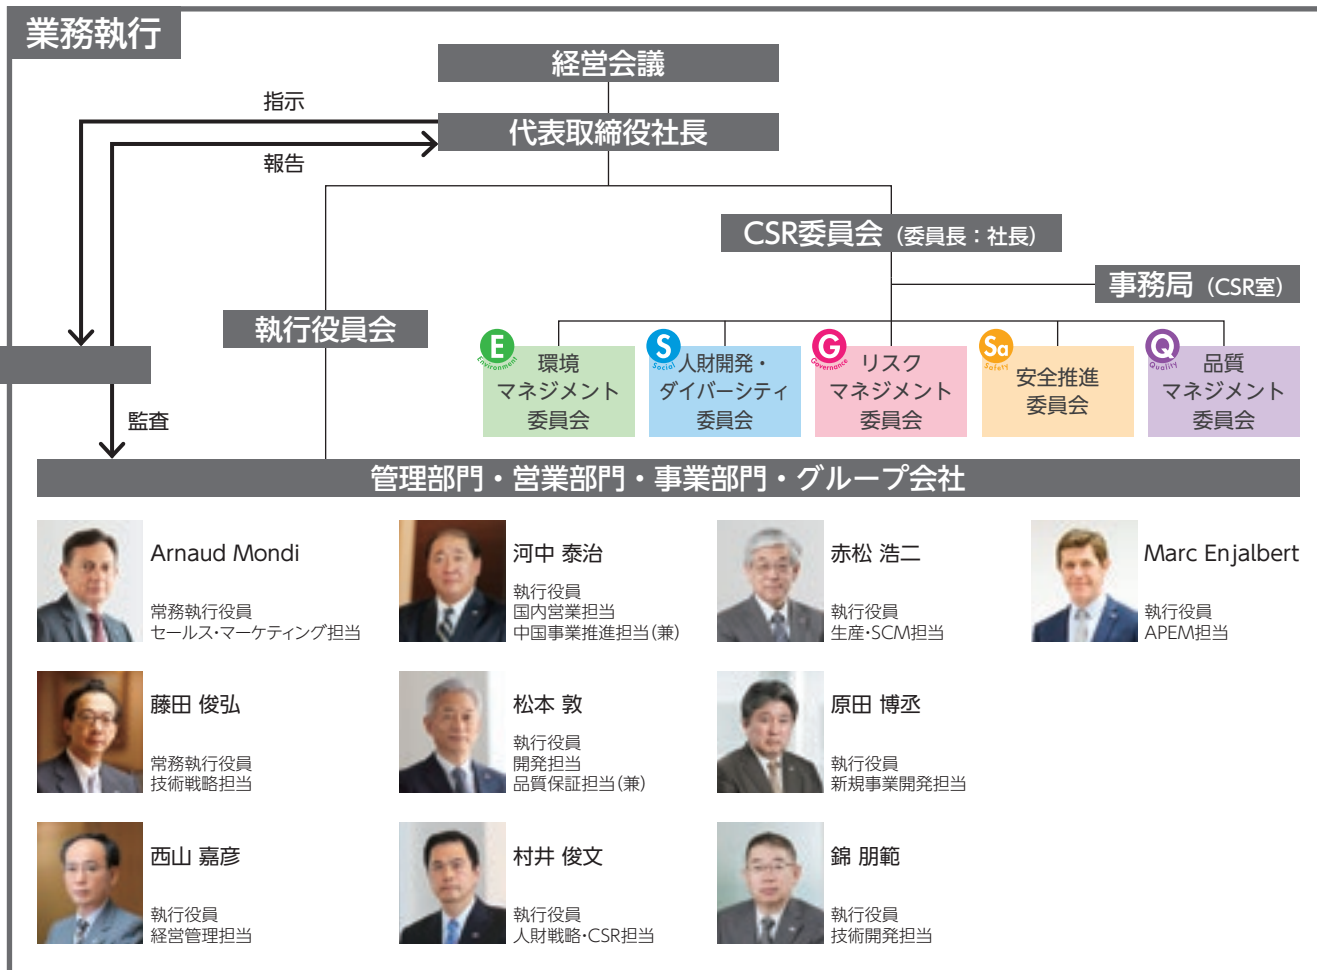 業務執行
経営会議
指示
代表取締役社長
報告
CSR委員会（委員長：社長）
事務局（CSR室）
執行役員会
E
Environment
環境
マネジメント
委員会
S
Social
人財開発・
ダイバーシティ
委員会
G
Governance
リスク
マネジメント
委員会
Sa
Safety
安全推進
委員会
Q
Quality
品質
マネジメント
委員会
監査
管理部門・営業部門・事業部門・グループ会社
Arnaud Mondi
常務執行役員
セールス・マーケティング担当
河中 泰治
執行役員
国内営業担当
中国事業推進担当（兼）
赤松 浩二
執行役員
生産・SCM担当
Marc Enjalbert
執行役員
APEM担当
藤田 俊弘
常務執行役員
技術戦略担当
松本 敦
執行役員
開発担当
品質保証担当（兼）
原田 博丞
執行役員
新規事業開発担当
西山 嘉彦
執行役員
経営管理担当
村井 俊文
執行役員
人財戦略・CSR担当
錦 朋範
執行役員
技術開発担当